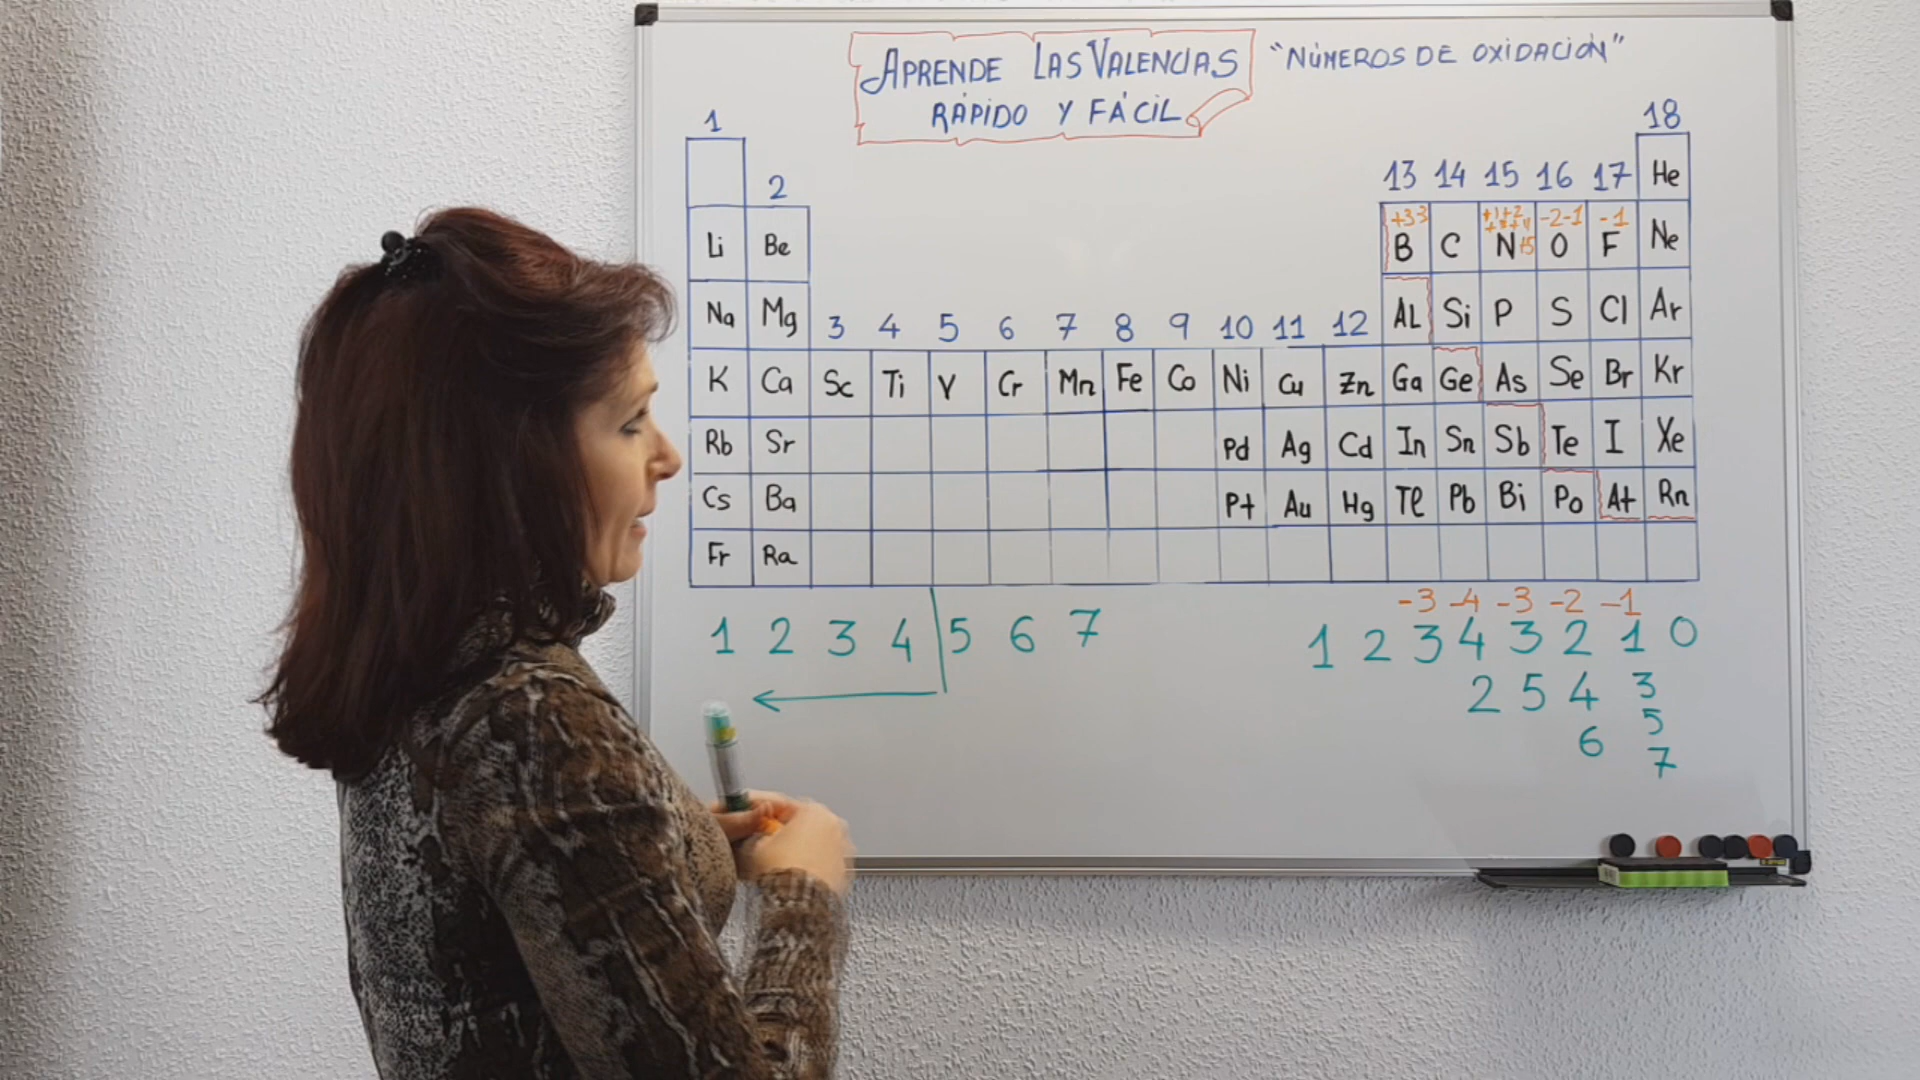 APRENDE LAS VALENCIAS "NÚMEROS DE OXIDACIÓN"
RÁPIDO Y FÁCIL
1 18
2 13 14 15 16 17 He
+3-3 +1+2 -2-1 -1
Li Be B C N +5 O F Ne
Na Mg 3 4 5 6 7 8 9 10 11 12 AL Si P S Cl Ar
K Ca Sc Ti V Cr Mn Fe Co Ni Cu Zn Ga Ge As Se Br Kr
Rb Sr Pd Ag Cd In Sn Sb Te I Xe
Cs Ba Pt Au Hg Tl Pb Bi Po At Rn
Fr Ra
-3 -4 -3 -2 -1
1 2 3 4 5 6 7 1 2 3 4 3 2 1 0
2 5 4 3
5
6
7